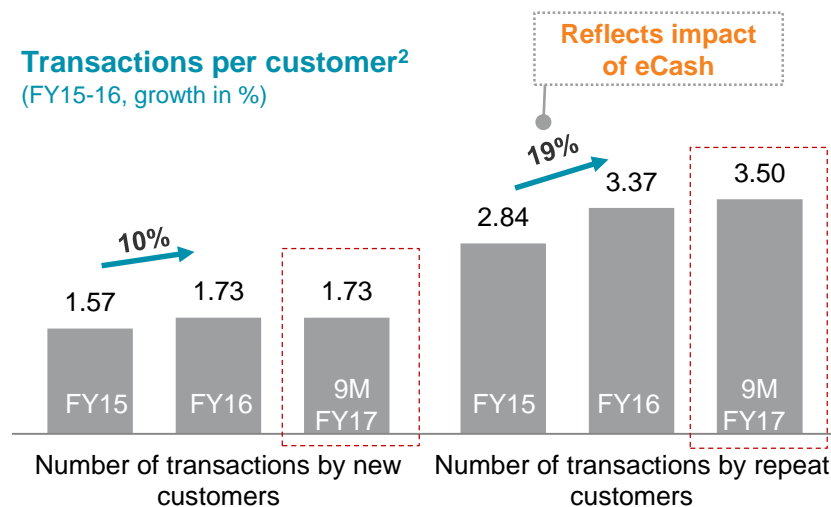 Transactions per customer2
(FY15-16, growth in %)
Reflects impact
of eCash
10%
1.57
1.73
1.73
FY15
FY16
9M
FY17
Number of transactions by new
customers
19%
2.84
3.37
3.50
FY15
FY16
9M
FY17
Number of transactions by repeat
customers